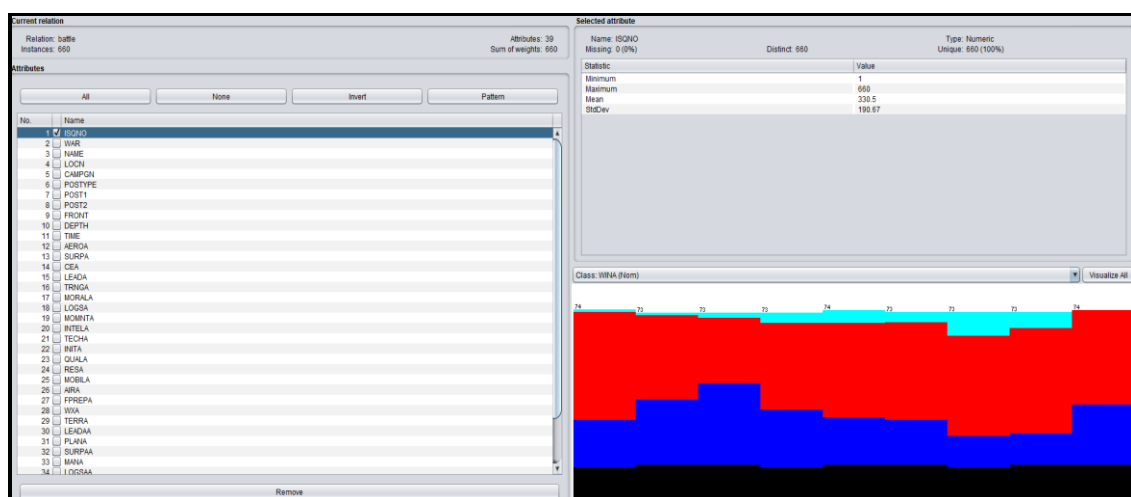 Current relation
Relation: battle
Attributes: 39
Instances: 660
Sum of weights: 660
Attributes
All
None
Invert
Pattern
No.
Name
1 ISQNO
2 WAR
3 NAME
4 LOCN
5 CAMPGN
6 POSTYPE
7 POST1
8 POST2
9 FRONT
10 DEPTH
11 TIME
12 AEROA
13 SURPA
14 CEA
15 LEADA
16 TRNGA
17 MORALA
18 LOGSA
19 MOMNTA
20 INTELA
21 TECHA
22 INITA
23 QUALA
24 RESA
25 MOBILA
26 AIRA
27 FPREPA
28 WXA
29 TERRA
30 LEADAA
31 PLANA
32 SURPAA
33 MANA
34 LOGSAA
Remove
Selected attribute
Name: ISQNO
Type: Numeric
Missing: 0 (0%)
Distinct: 660
Unique: 660 (100%)
Statistic
Value
Minimum
1
Maximum
660
Mean
330.5
StdDev
190.67
Class: WINA (Nom)
Visualize All
74
73
73
73
74
73
73
73
74